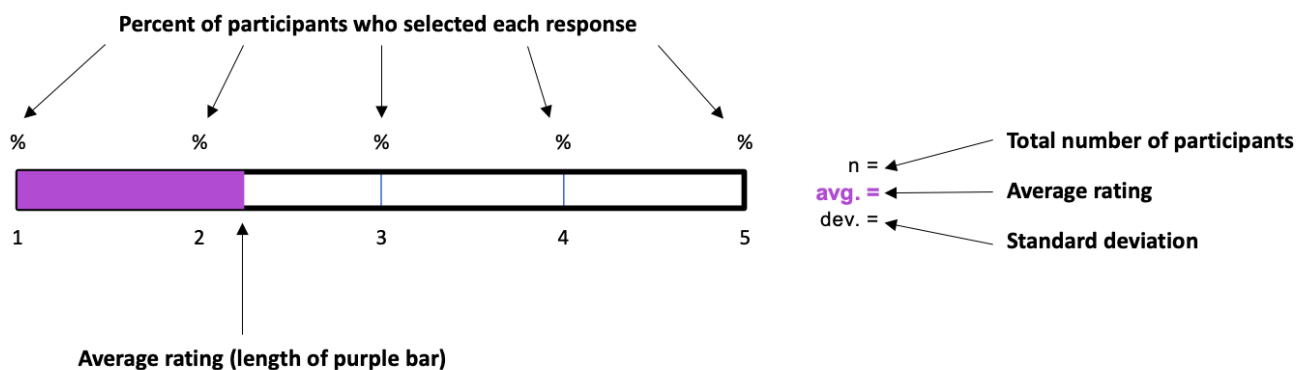 Percent of participants who selected each response
% % % % %
Total number of participants
n =
avg. =
Average rating
dev. =
Standard deviation
1 2 3 4 5
Average rating (length of purple bar)